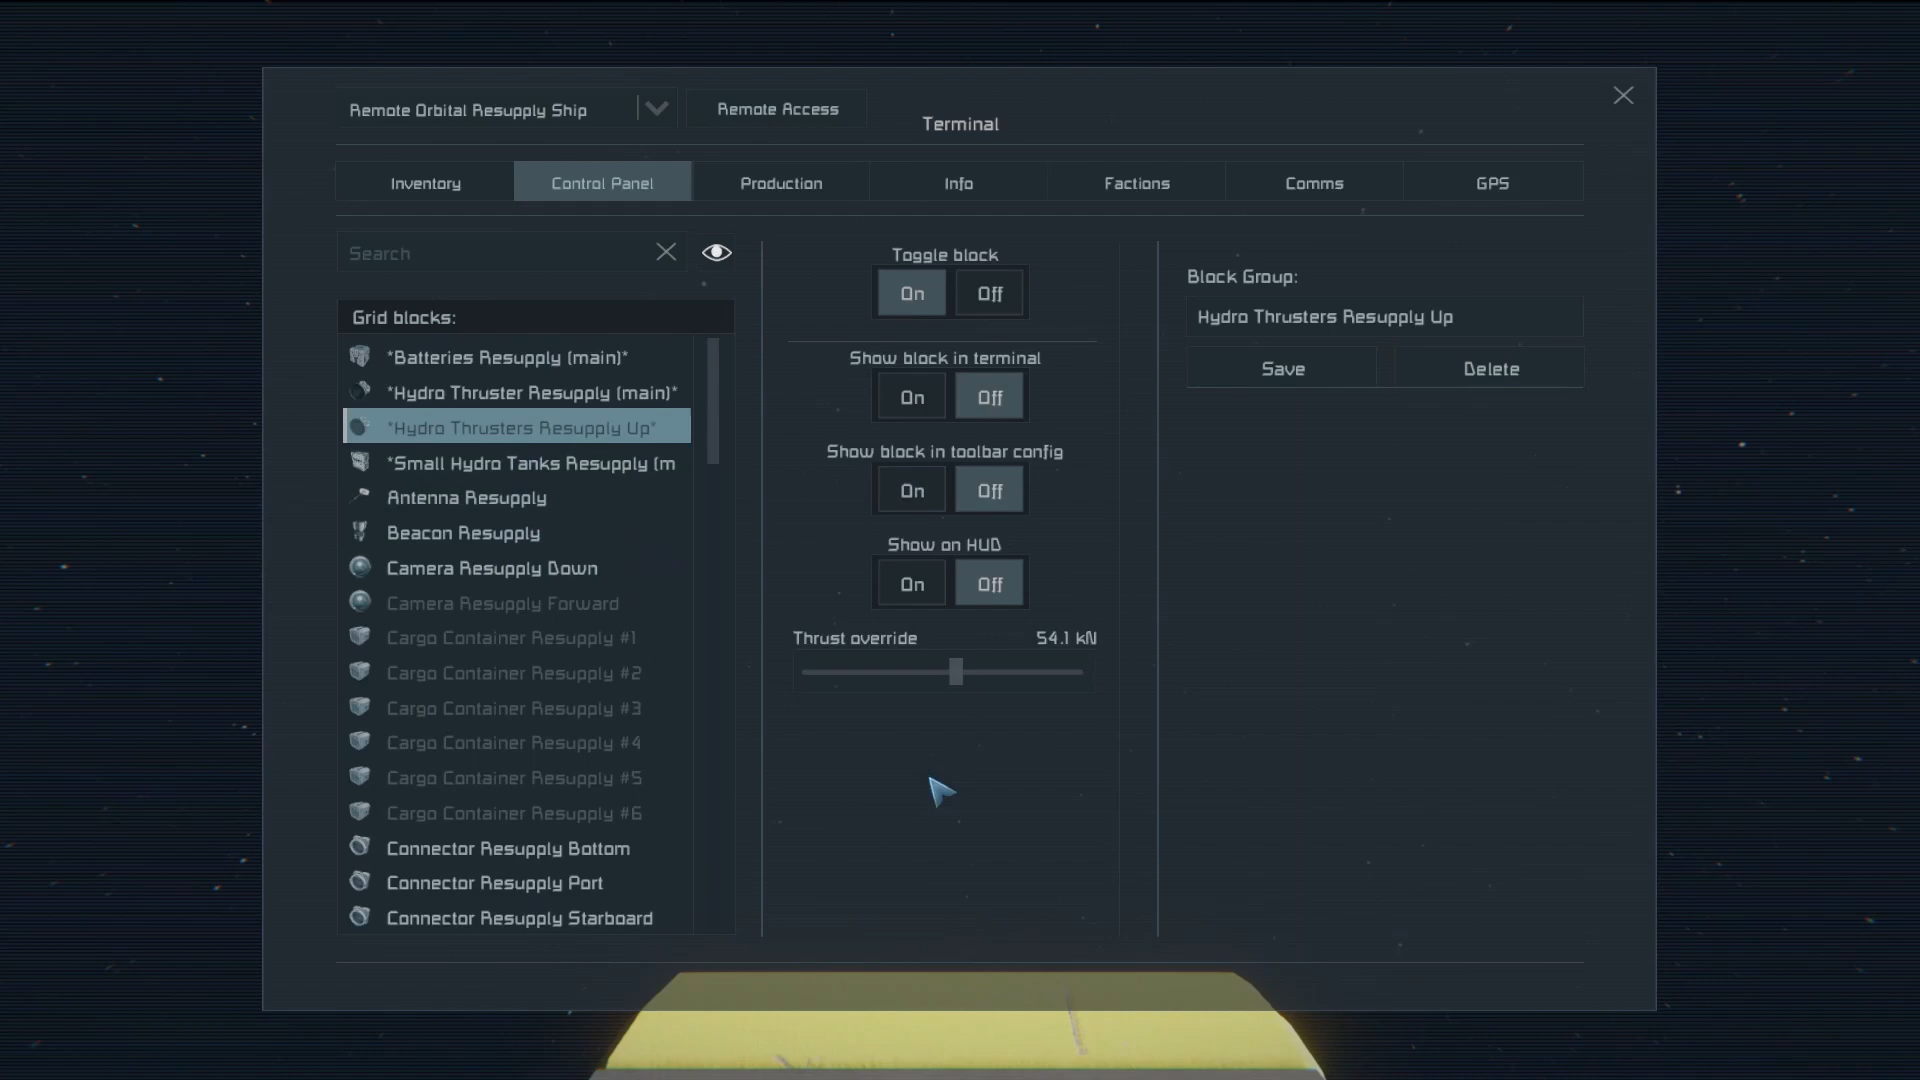 Remote Orbital Resupply Ship
Remote Access
Terminal
Inventory
Control Panel
Production
Info
Factions
Comms
GPS
Search
Grid blocks:
*Batteries Resupply (main)*
*Hydro Thruster Resupply (main)*
*Hydro Thrusters Resupply Up*
*Small Hydro Tanks Resupply (m
Antenna Resupply
Beacon Resupply
Camera Resupply Down
Camera Resupply Forward
Cargo Container Resupply #1
Cargo Container Resupply #2
Cargo Container Resupply #3
Cargo Container Resupply #4
Cargo Container Resupply #5
Cargo Container Resupply #6
Connector Resupply Bottom
Connector Resupply Port
Connector Resupply Starboard
Toggle block
On Off
Show block in terminal
On Off
Show block in toolbar config
On Off
Show on HUD
On Off
Thrust override 54.1 kN
Block Group:
Hydro Thrusters Resupply Up
Save Delete